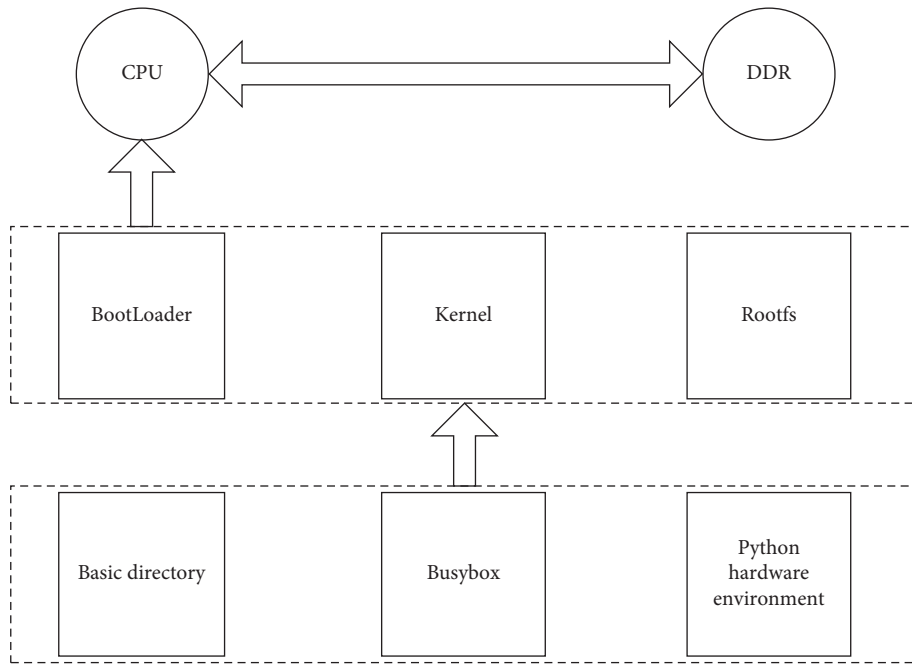 CPU
DDR
BootLoader
Kernel
Rootfs
Basic directory
Busybox
Python
hardware
environment